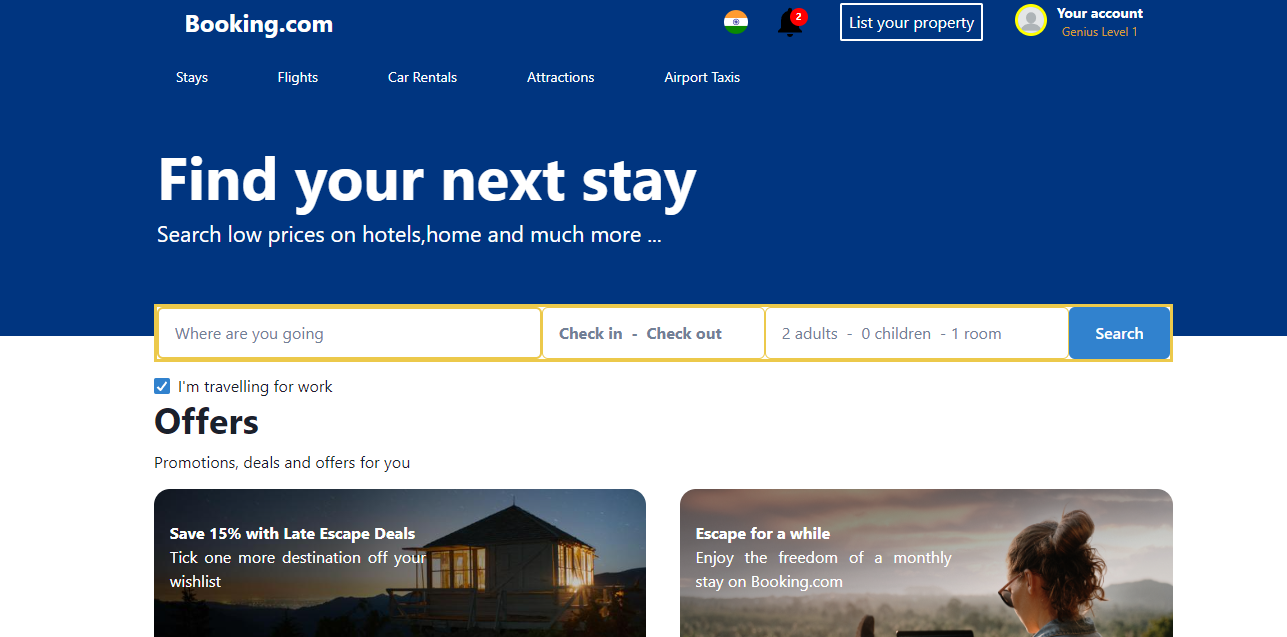 Booking.com
2
List your property
Your account
Genius Level 1
Stays
Flights
Car Rentals
Attractions
Airport Taxis
Find your next stay
Search low prices on hotels,home and much more ...
Where are you going
Check in - Check out
2 adults - 0 children - 1 room
Search
I'm travelling for work
Offers
Promotions, deals and offers for you
Save 15% with Late Escape Deals
Tick one more destination off your
wishlist
Escape for a while
Enjoy the freedom of a monthly
stay on Booking.com